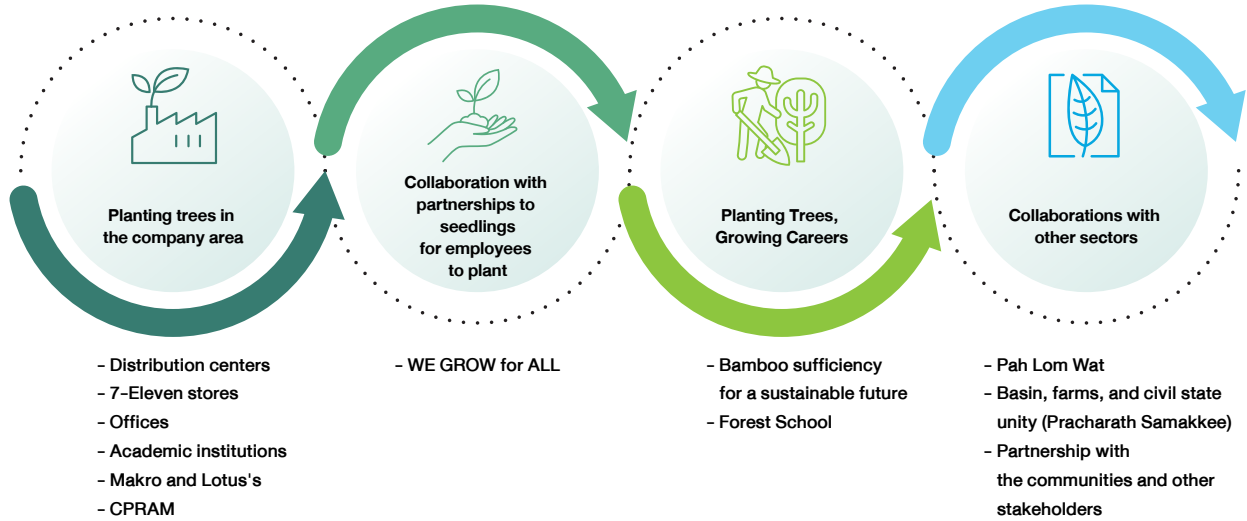 Planting trees in
the company area
Collaboration with
partnerships to
seedlings
for employees
to plant
Planting Trees,
Growing Careers
Collaborations with
other sectors
– Distribution centers
– 7-Eleven stores
– Offices
– Academic institutions
– Makro and Lotus's
– CPRAM
– WE GROW for ALL
– Bamboo sufficiency
for a sustainable future
– Forest School
– Pah Lom Wat
– Basin, farms, and civil state
unity (Pracharath Samakkee)
– Partnership with
the communities and other
stakeholders